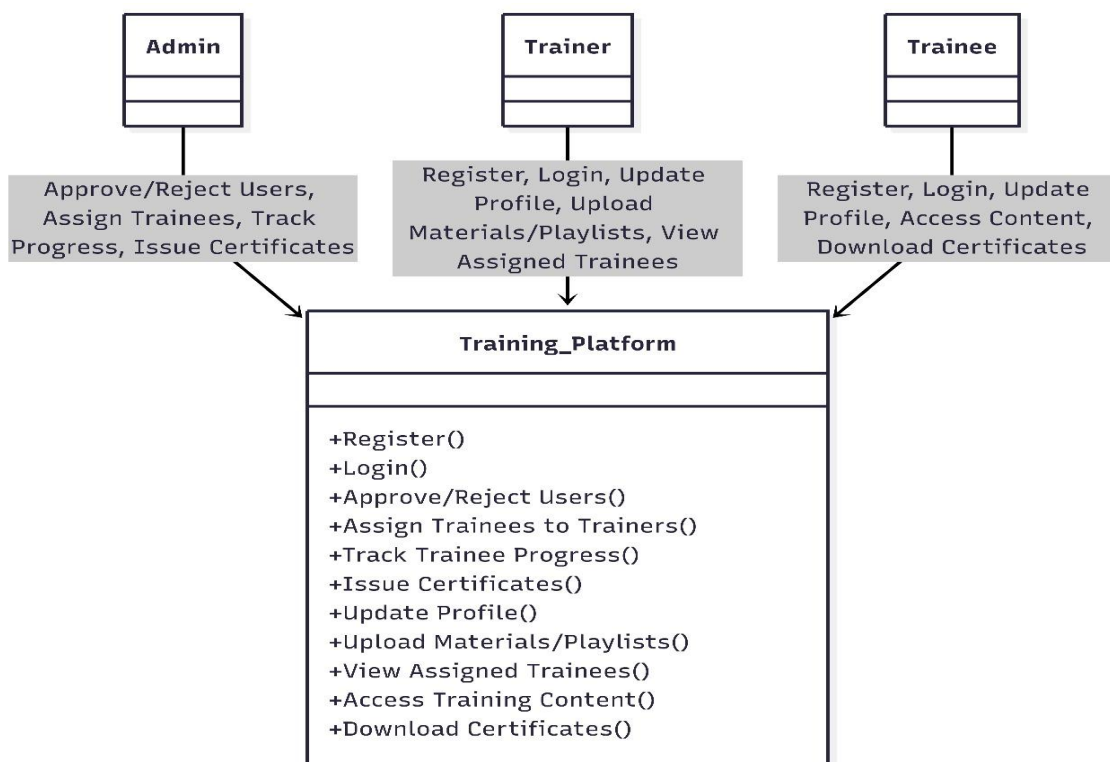 Admin
Trainer
Trainee
Approve/Reject Users,
Assign Trainees, Track
Progress, Issue Certificates
Register, Login, Update
Profile, Upload
Materials/Playlists, View
Assigned Trainees
Register, Login, Update
Profile, Access Content,
Download Certificates
Training_Platform
+Register()
+Login()
+Approve/Reject Users()
+Assign Trainees to Trainers()
+Track Trainee Progress()
+Issue Certificates()
+Update Profile()
+Upload Materials/Playlists()
+View Assigned Trainees()
+Access Training Content()
+Download Certificates()